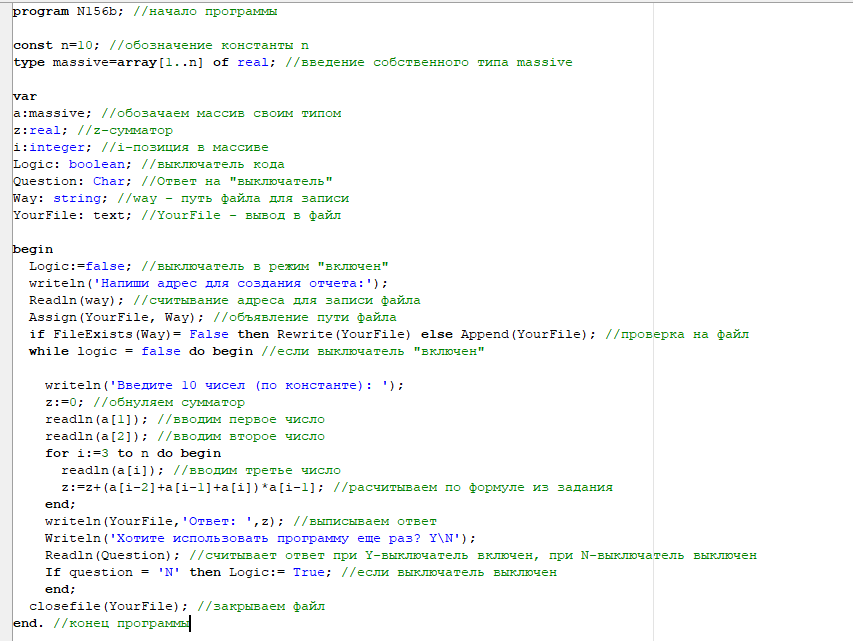 program N156b; //начало программы
const n=10; //обозначение константы n
type massive=array[1..n] of real; //введение собственного типа massive
var
a:massive; //обозачаем массив своим типом
z:real; //z-сумматор
i:integer; //i-позиция в массиве
Logic: boolean; //выключатель кода
Question: Char; //Ответ на "выключатель"
Way: string; //way - путь файла для записи
YourFile: text; //YourFile - вывод в файл
begin
Logic:=false; //выключатель в режим "включен"
writeln('Напиши адрес для создания отчета:');
Readln(way); //считывание адреса для записи файла
Assign(YourFile, Way); //объявление пути файла
if FileExists(Way)= False then Rewrite(YourFile) else Append(YourFile); //проверка на файл
while logic = false do begin //если выключатель "включен"
writeln('Введите 10 чисел (по константе): ');
z:=0; //обнуляем сумматор
readln(a[1]); //вводим первое число
readln(a[2]); //вводим второе число
for i:=3 to n do begin
readln(a[i]); //вводим третье число
z:=z+(a[i-2]+a[i-1]+a[i])*a[i-1]; //расчитываем по формуле из задания
end;
writeln(YourFile,'Ответ: ',z); //выписываем ответ
Writeln('Хотите использовать программу еще раз? Y\N');
Readln(Question); //считывает ответ при Y-выключатель включен, при N-выключатель выключен
If question = 'N' then Logic:= True; //если выключатель выключен
end;
closefile(YourFile); //закрываем файл
end. //конец программы